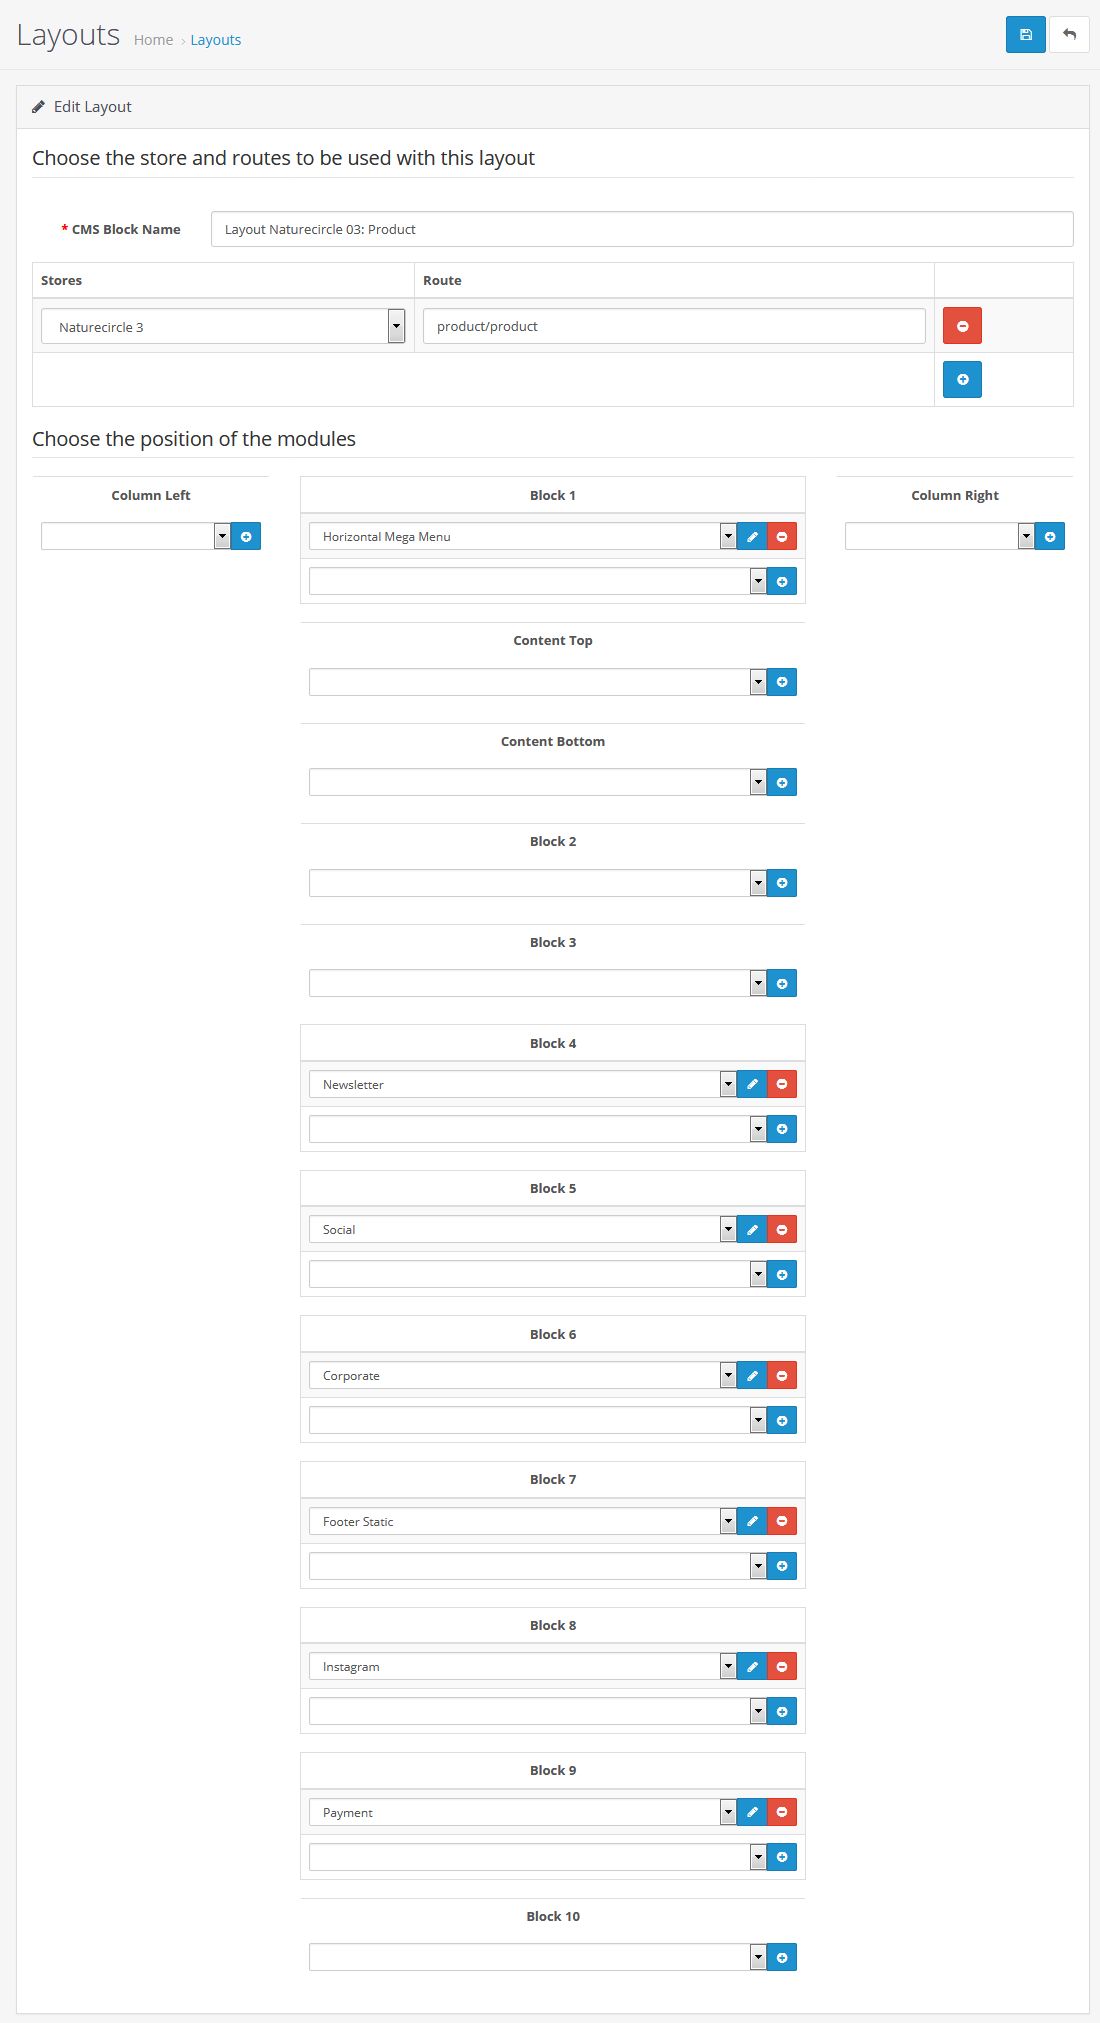 Layouts Home › Layouts
Edit Layout
Choose the store and routes to be used with this layout
* CMS Block Name Layout Naturecircle 03: Product
Stores Route
Naturecircle 3 product/product
Choose the position of the modules
Column Left Block 1 Column Right
Horizontal Mega Menu
Content Top
Content Bottom
Block 2
Block 3
Block 4
Newsletter
Block 5
Social
Block 6
Corporate
Block 7
Footer Static
Block 8
Instagram
Block 9
Payment
Block 10